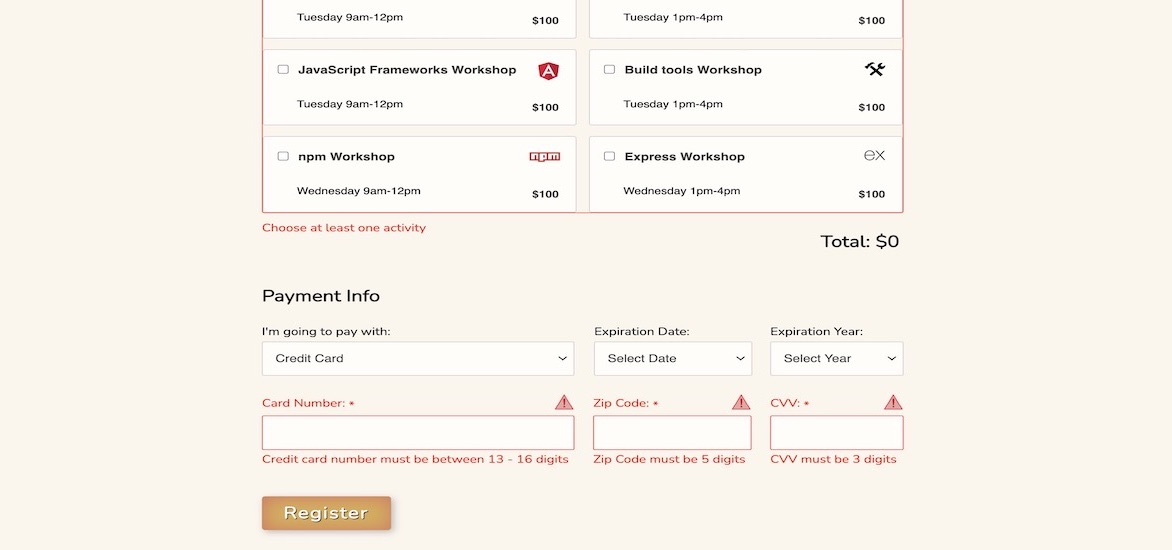 Tuesday 9am-12pm $100 Tuesday 1pm-4pm $100
JavaScript Frameworks Workshop Build tools Workshop
Tuesday 9am-12pm $100 Tuesday 1pm-4pm $100
npm Workshop npm Express Workshop ex
Wednesday 9am-12pm $100 Wednesday 1pm-4pm $100
Choose at least one activity
Total: $0
Payment Info
I'm going to pay with: Expiration Date: Expiration Year:
Credit Card Select Date Select Year
Card Number: * Zip Code: * CVV: *
Credit card number must be between 13 - 16 digits Zip Code must be 5 digits CVV must be 3 digits
Register